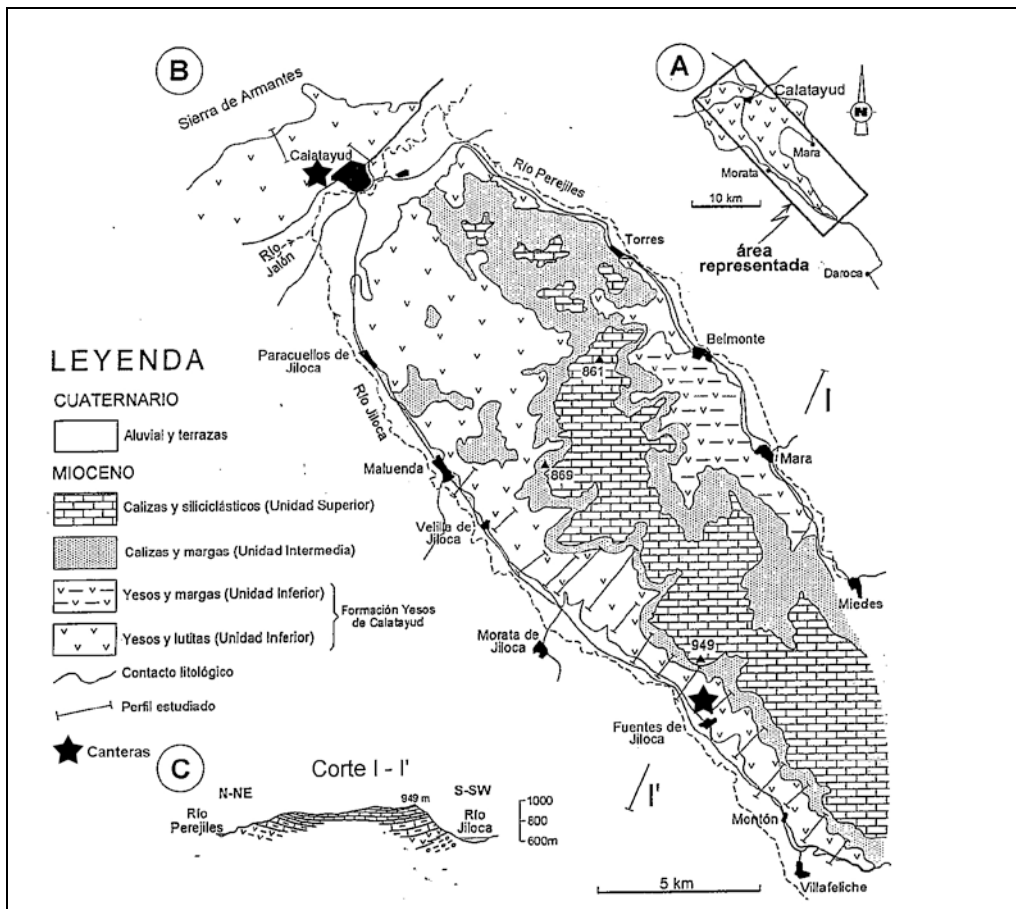 B
A
Sierra de Armantes
Calatayud
Río Perejiles
Río Jalón
Torres
Calatayud
N
Mara
Morata
10 km
área
representada
Daroca
Belmonte
861
I
Paracuellos de
Jiloca
Río Jiloca
Mara
Maluenda
869
Velilla de
Jiloca
Miedes
Morata de
Jiloca
949
Fuentes de
Jiloca
I'
Montón
Villafeliche
5 km
LEYENDA
CUATERNARIO
Aluvial y terrazas
MIOCENO
Calizas y siliciclásticos (Unidad Superior)
Calizas y margas (Unidad Intermedia)
Yesos y margas (Unidad Inferior)
Yesos y lutitas (Unidad Inferior)
Formación Yesos
de Calatayud
Contacto litológico
Perfil estudiado
Canteras
C
Corte I - I'
N-NE
949 m
S-SW
Río
Perejiles
Río
Jiloca
1000
800
600m